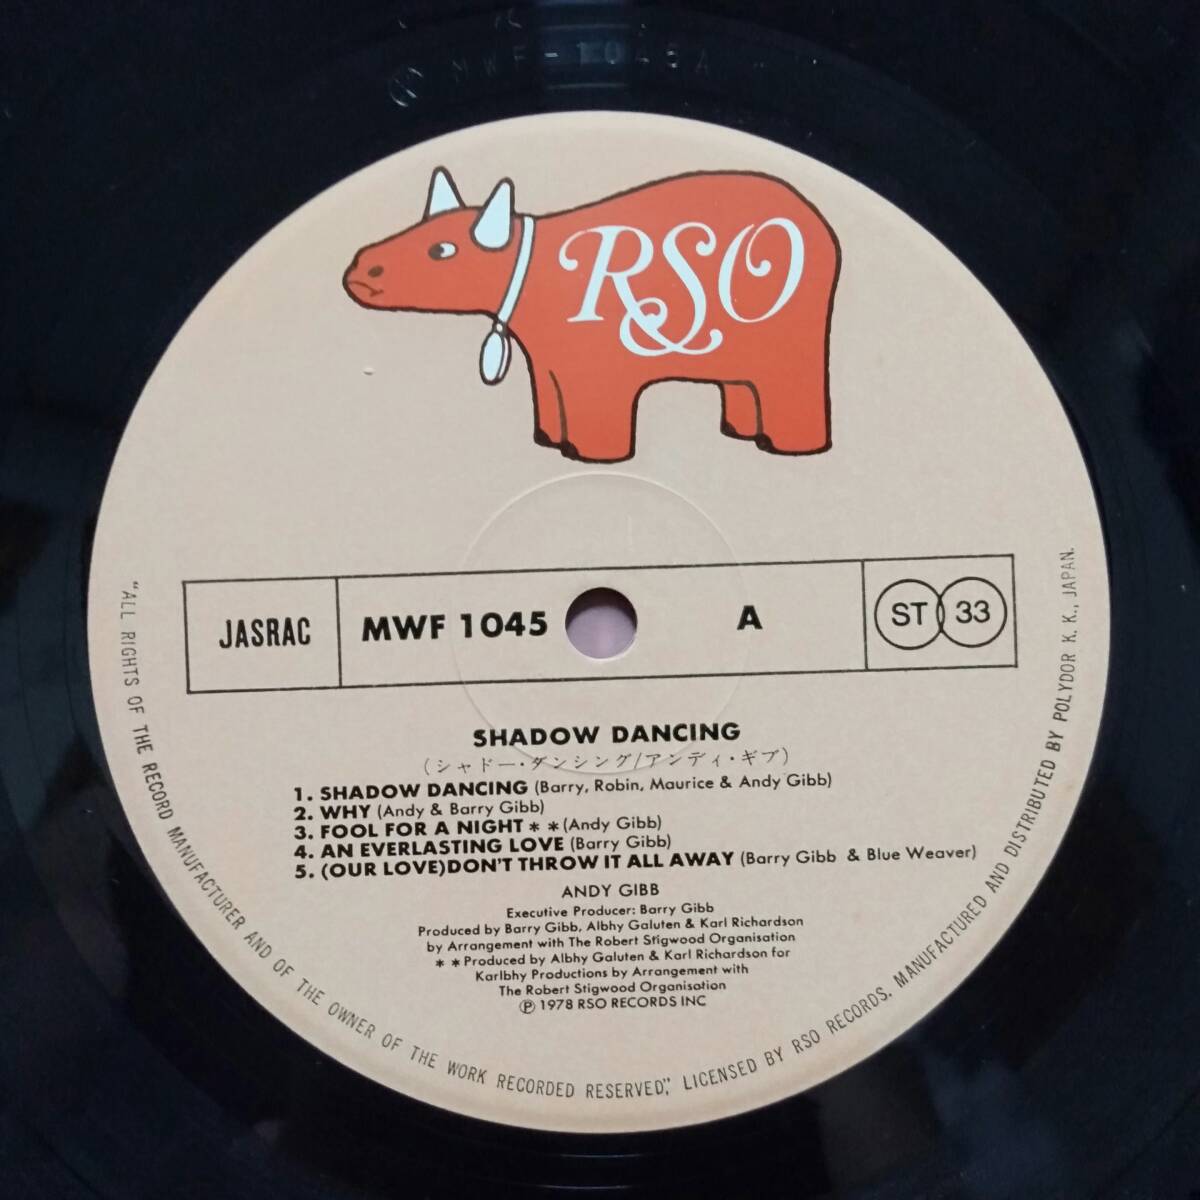 MWF-1045A
RSO
JASRAC
MWF 1045
A
ST 33
SHADOW DANCING
(シャドー・ダンシング/アンディ・ギブ)
1. SHADOW DANCING (Barry, Robin, Maurice & Andy Gibb)
2. WHY (Andy & Barry Gibb)
3. FOOL FOR A NIGHT * * (Andy Gibb)
4. AN EVERLASTING LOVE (Barry Gibb)
5. (OUR LOVE)DON'T THROW IT ALL AWAY (Barry Gibb & Blue Weaver)
ANDY GIBB
Executive Producer: Barry Gibb
Produced by Barry Gibb, Albhy Galuten & Karl Richardson
by Arrangement with The Robert Stigwood Organisation
* * Produced by Albhy Galuten & Karl Richardson for
Karlbhy Productions by Arrangement with
The Robert Stigwood Organisation
℗ 1978 RSO RECORDS INC
"ALL RIGHTS OF THE RECORD MANUFACTURER AND OF THE OWNER OF THE WORK RECORDED RESERVED," LICENSED BY RSO RECORDS. MANUFACTURED AND DISTRIBUTED BY POLYDOR K. K., JAPAN.